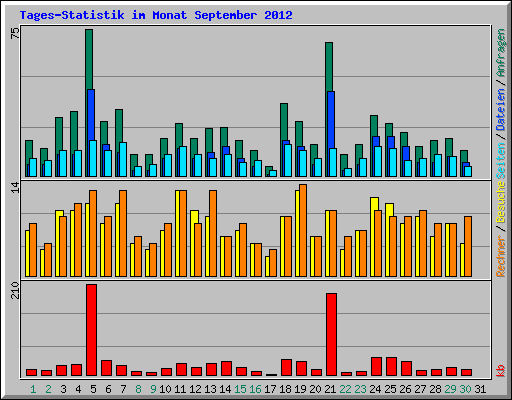 Tages-Statistik im Monat September 2012
75
14
210
Rechner / Besuche Seiten / Dateien / Anfragen
kb
1 2 3 4 5 6 7 8 9 10 11 12 13 14 15 16 17 18 19 20 21 22 23 24 25 26 27 28 29 30 31